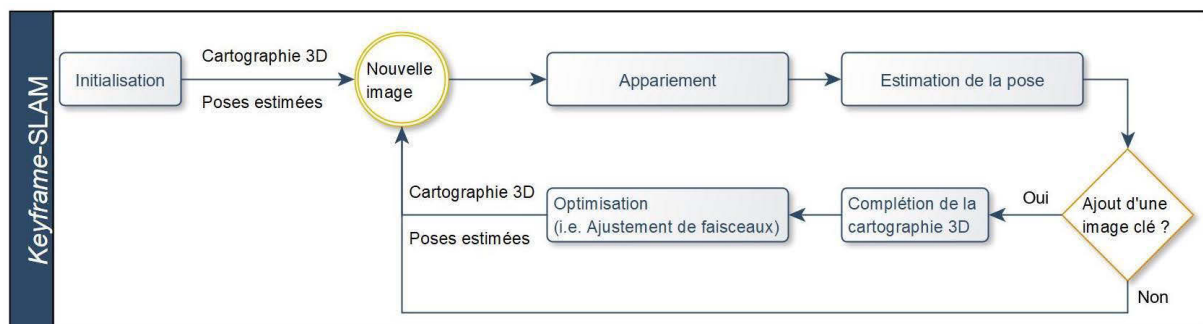 Keyframe-SLAM
Initialisation
Cartographie 3D
Poses estimées
Nouvelle
image
Appariement
Estimation de la pose
Ajout d'une
image clé ?
Oui
Non
Complétion de la
cartographie 3D
Optimisation
(i.e. Ajustement de faisceaux)
Cartographie 3D
Poses estimées